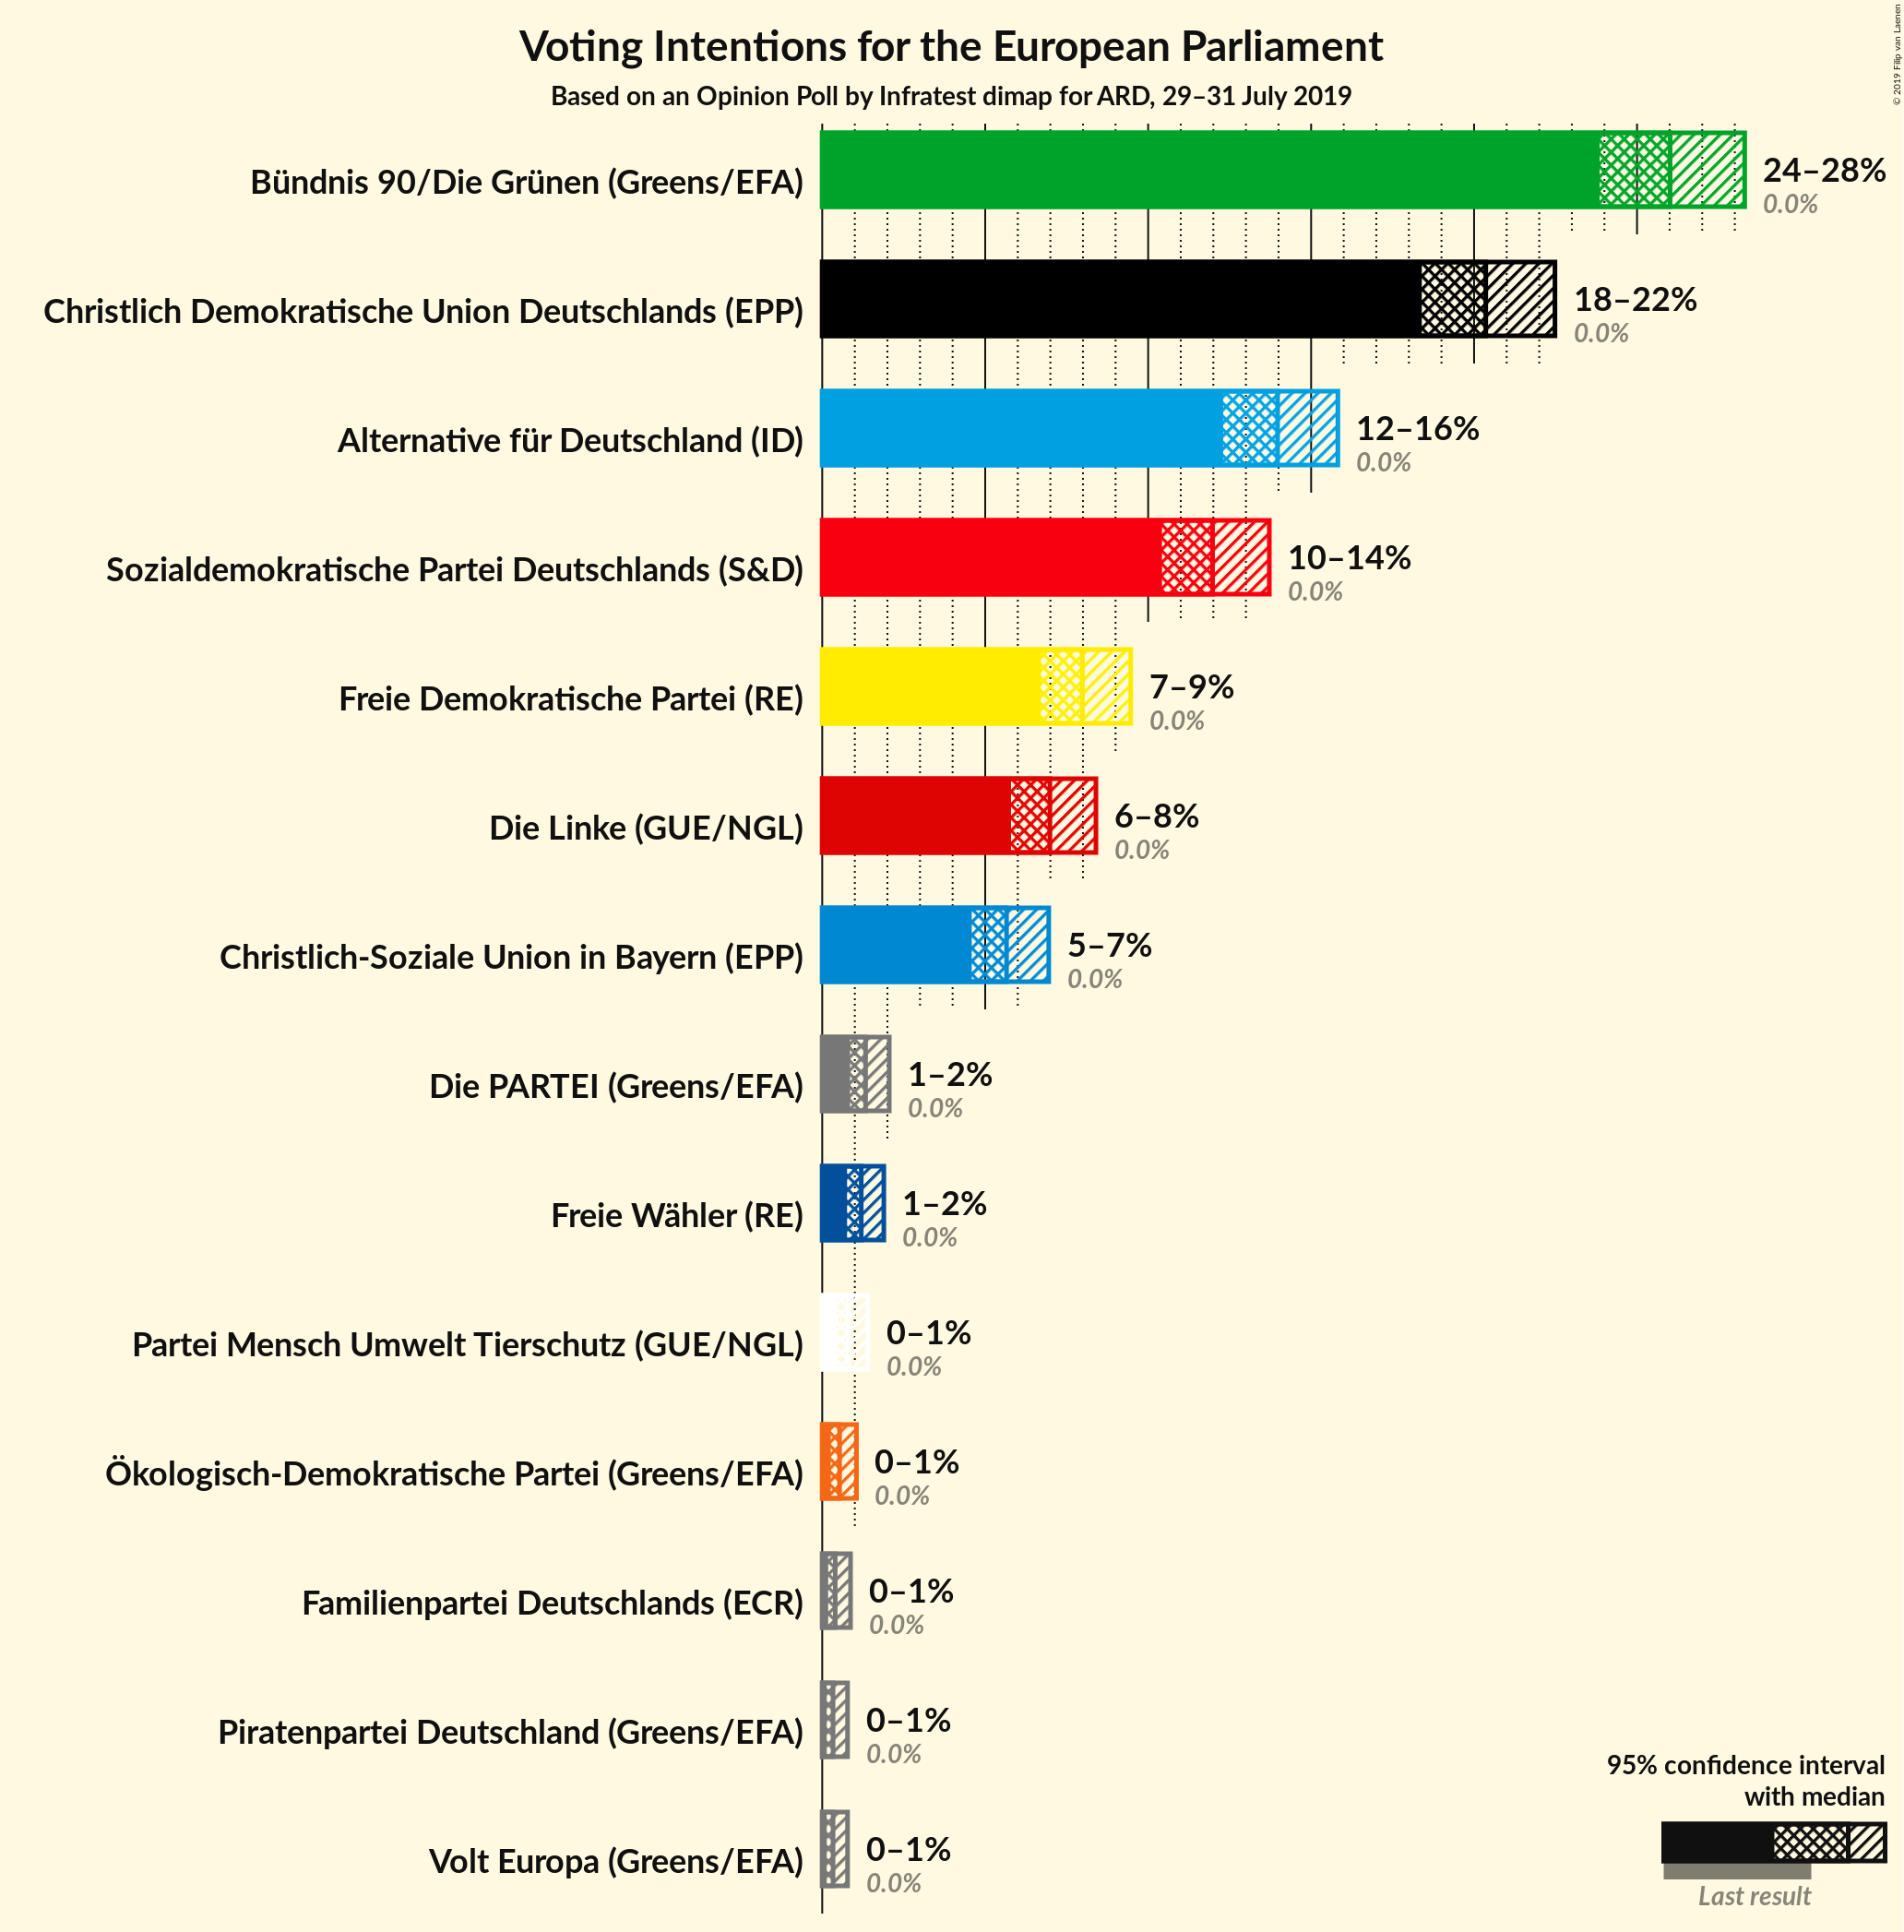 Voting Intentions for the European Parliament
Based on an Opinion Poll by Infratest dimap for ARD, 29–31 July 2019
© 2019 Filip van Laenen
Bündnis 90/Die Grünen (Greens/EFA)
24–28%
0.0%
Christlich Demokratische Union Deutschlands (EPP)
18–22%
0.0%
Alternative für Deutschland (ID)
12–16%
0.0%
Sozialdemokratische Partei Deutschlands (S&D)
10–14%
0.0%
Freie Demokratische Partei (RE)
7–9%
0.0%
Die Linke (GUE/NGL)
6–8%
0.0%
Christlich-Soziale Union in Bayern (EPP)
5–7%
0.0%
Die PARTEI (Greens/EFA)
1–2%
0.0%
Freie Wähler (RE)
1–2%
0.0%
Partei Mensch Umwelt Tierschutz (GUE/NGL)
0–1%
0.0%
Ökologisch-Demokratische Partei (Greens/EFA)
0–1%
0.0%
Familienpartei Deutschlands (ECR)
0–1%
0.0%
Piratenpartei Deutschland (Greens/EFA)
0–1%
0.0%
Volt Europa (Greens/EFA)
0–1%
0.0%
95% confidence interval
with median
Last result